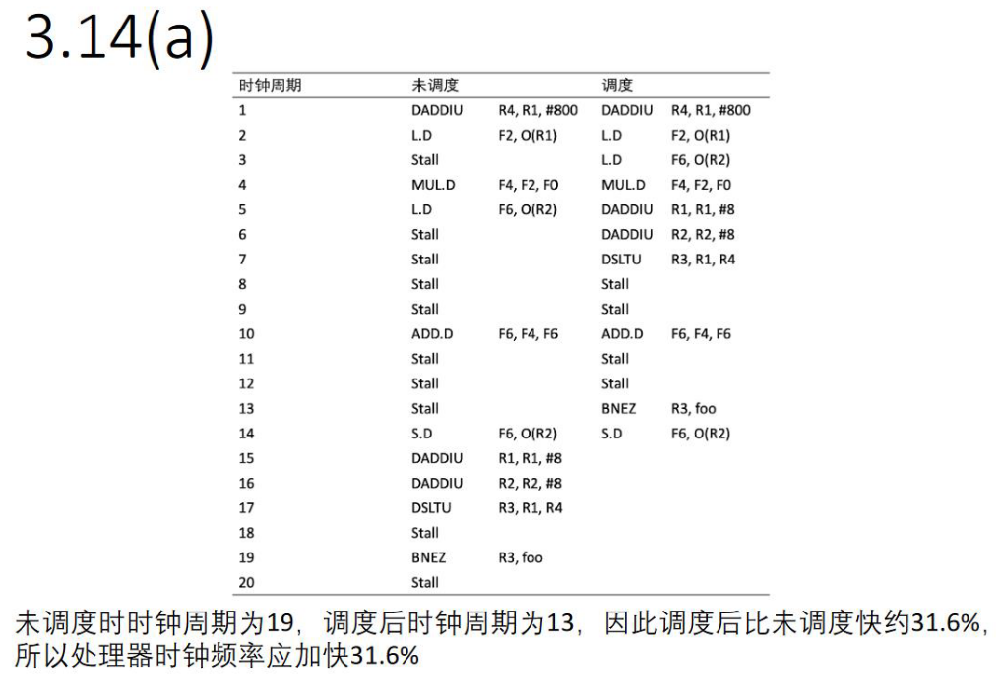 3.14(a)
时钟周期 未调度 调度
1 DADDIU R4, R1, #800 DADDIU R4, R1, #800
2 L.D F2, O(R1) L.D F2, O(R1)
3 Stall L.D F6, O(R2)
4 MUL.D F4, F2, F0 MUL.D F4, F2, F0
5 L.D F6, O(R2) DADDIU R1, R1, #8
6 Stall DADDIU R2, R2, #8
7 Stall DSLTU R3, R1, R4
8 Stall Stall
9 Stall Stall
10 ADD.D F6, F4, F6 ADD.D F6, F4, F6
11 Stall Stall
12 Stall Stall
13 Stall BNEZ R3, foo
14 S.D F6, O(R2) S.D F6, O(R2)
15 DADDIU R1, R1, #8
16 DADDIU R2, R2, #8
17 DSLTU R3, R1, R4
18 Stall
19 BNEZ R3, foo
20 Stall
未调度时时钟周期为19，调度后时钟周期为13，因此调度后比未调度快约31.6%,
所以处理器时钟频率应加快31.6%